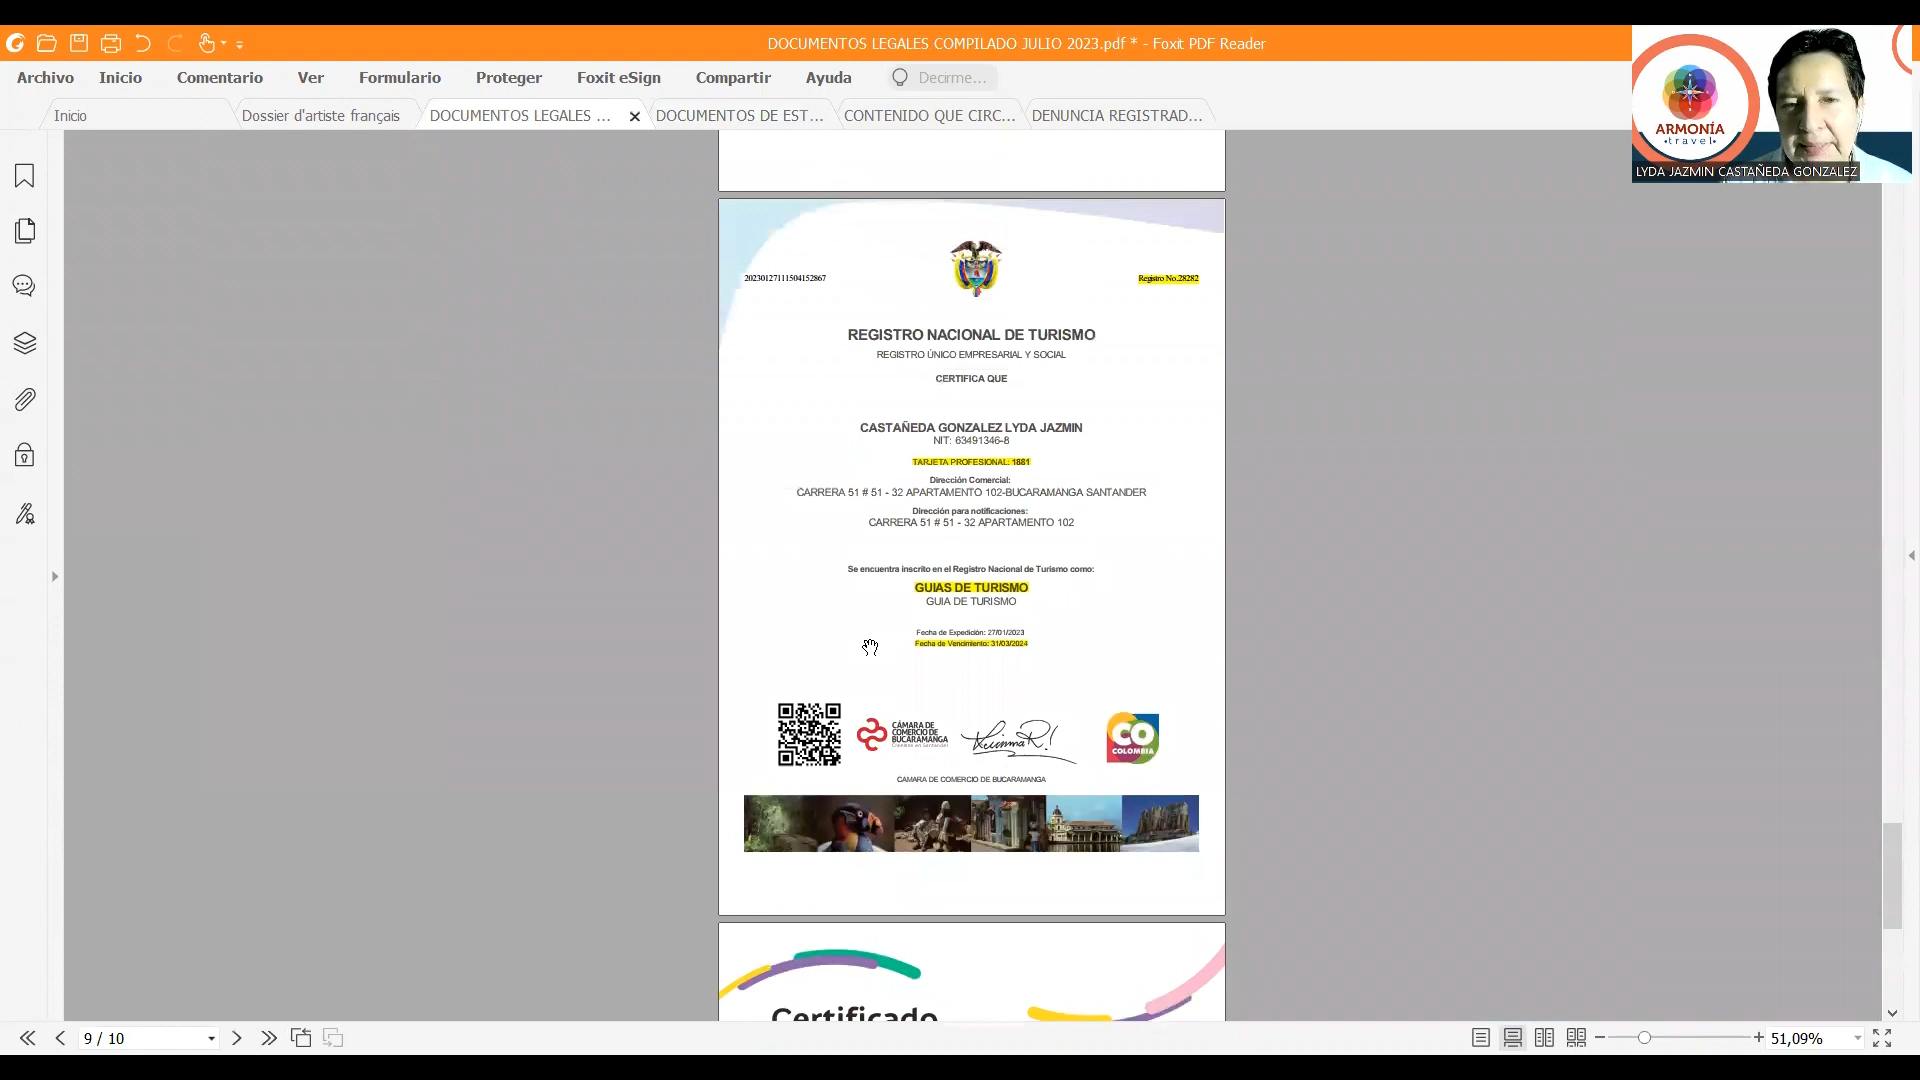 DOCUMENTOS LEGALES COMPILADO JULIO 2023.pdf * - Foxit PDF Reader
Archivo Inicio Comentario Ver Formulario Proteger Foxit eSign Compartir Ayuda Decirme...
Inicio Dossier d'artiste français DOCUMENTOS LEGALES ... DOCUMENTOS DE EST... CONTENIDO QUE CIRC... DENUNCIA REGISTRAD...
ARMONÍA
•travel•
LYDA JAZMIN CASTAÑEDA GONZALEZ
20230127111504152867
Registro No.28282
REGISTRO NACIONAL DE TURISMO
REGISTRO ÚNICO EMPRESARIAL Y SOCIAL
CERTIFICA QUE
CASTAÑEDA GONZALEZ LYDA JAZMIN
NIT: 63491346-8
TARJETA PROFESIONAL: 1881
Dirección Comercial:
CARRERA 51 # 51 - 32 APARTAMENTO 102-BUCARAMANGA SANTANDER
Dirección para notificaciones:
CARRERA 51 # 51 - 32 APARTAMENTO 102
Se encuentra inscrito en el Registro Nacional de Turismo como:
GUIAS DE TURISMO
GUIA DE TURISMO
Fecha de Expedición: 27/01/2023
Fecha de Vencimiento: 31/03/2024
CÁMARA DE
COMERCIO DE
BUCARAMANGA
CO
COLOMBIA
CAMARA DE COMERCIO DE BUCARAMANGA
Certificado
9 / 10
51,09%